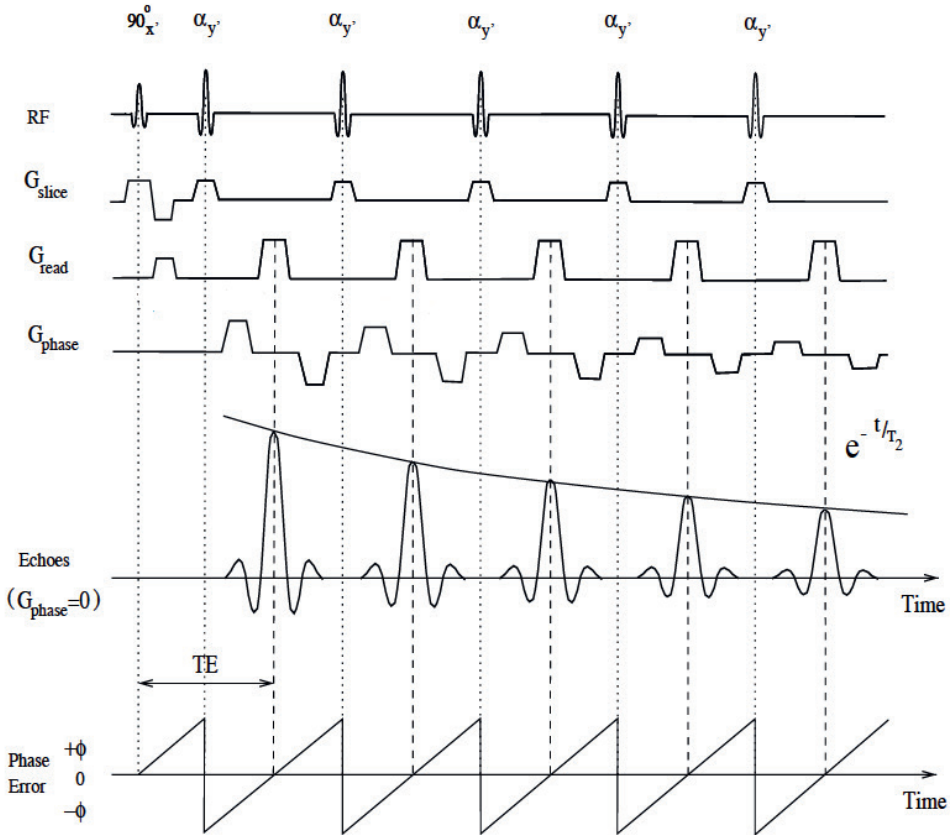 90°x' αy' αy' αy' αy' αy'
RF
Gslice
Gread
Gphase
e- t/T2
Echoes
(Gphase=0)
Time
TE
Phase +ϕ
Error 0
−ϕ
Time